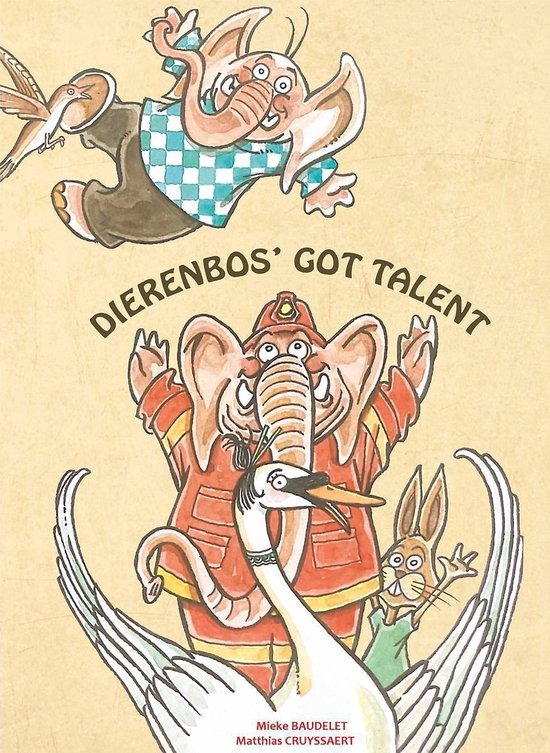 DIERENBOS' GOT TALENT
Mieke BAUDELET
Matthias CRUYSSAERT